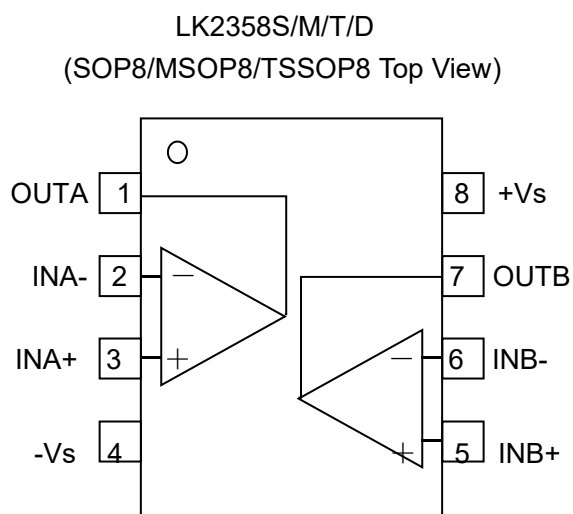 LK2358S/M/T/D
(SOP8/MSOP8/TSSOP8 Top View)
OUTA 1 8 +Vs
INA- 2 − 7 OUTB
INA+ 3 + − 6 INB-
-Vs 4 + 5 INB+